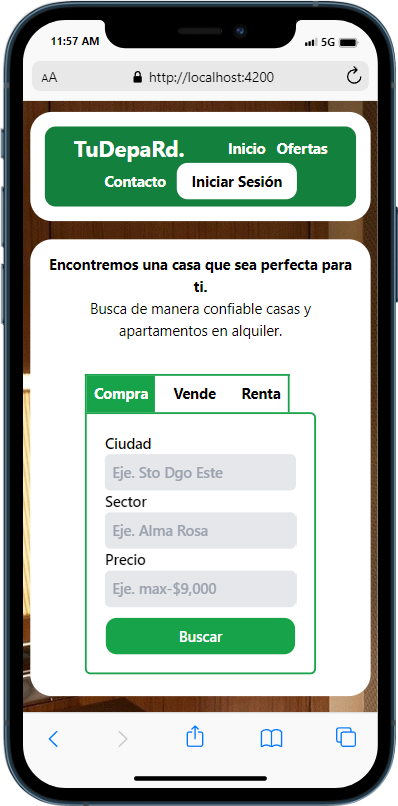 11:57 AM 5G
AA http://localhost:4200
TuDepaRd. Inicio Ofertas
Contacto Iniciar Sesión
Encontremos una casa que sea perfecta para
ti.
Busca de manera confiable casas y
apartamentos en alquiler.
Compra Vende Renta
Ciudad
Eje. Sto Dgo Este
Sector
Eje. Alma Rosa
Precio
Eje. max-$9,000
Buscar